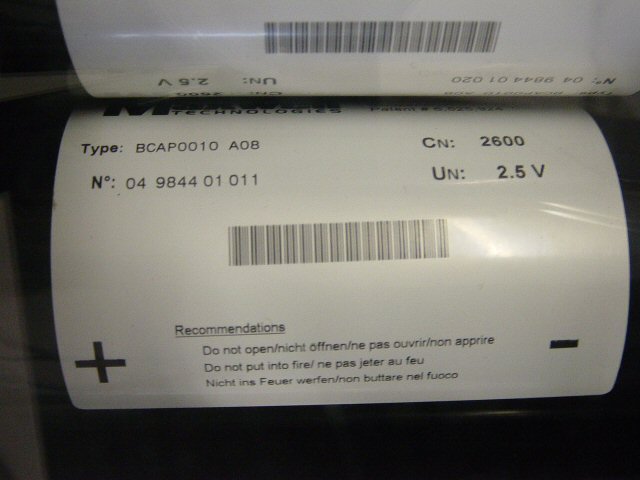 UN: 2.5 V
N°: 04 9844 01 020
TECHNOLOGIES
Type: BCAP0010 A08
CN: 2600
N°: 04 9844 01 011
UN: 2.5 V
Recommendations
Do not open/nicht öffnen/ne pas ouvrir/non apprire
Do not put into fire/ ne pas jeter au feu
Nicht ins Feuer werfen/non buttare nel fuoco
+ -